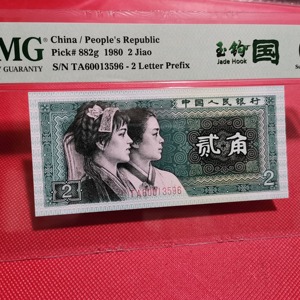 MG
Y GUARANTY
China / People's Republic
Pick# 882g 1980 2 Jiao
S/N TA60013596 - 2 Letter Prefix
玉钩国
Jade Hook
中国人民银行
贰角
TA60013596
2
2